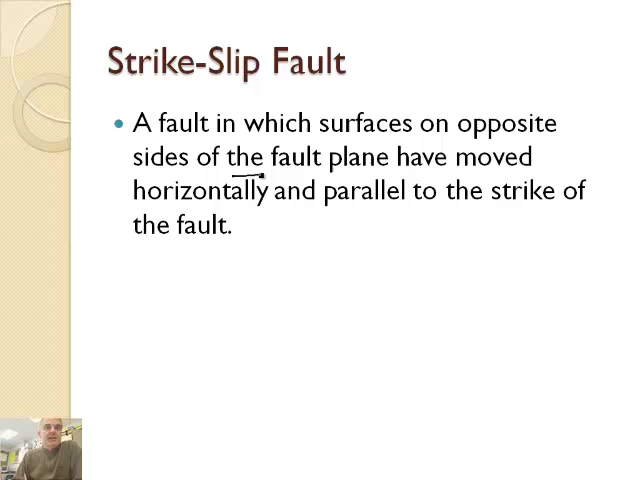 Strike-Slip Fault
A fault in which surfaces on opposite
sides of the fault plane have moved
horizontally and parallel to the strike of
the fault.